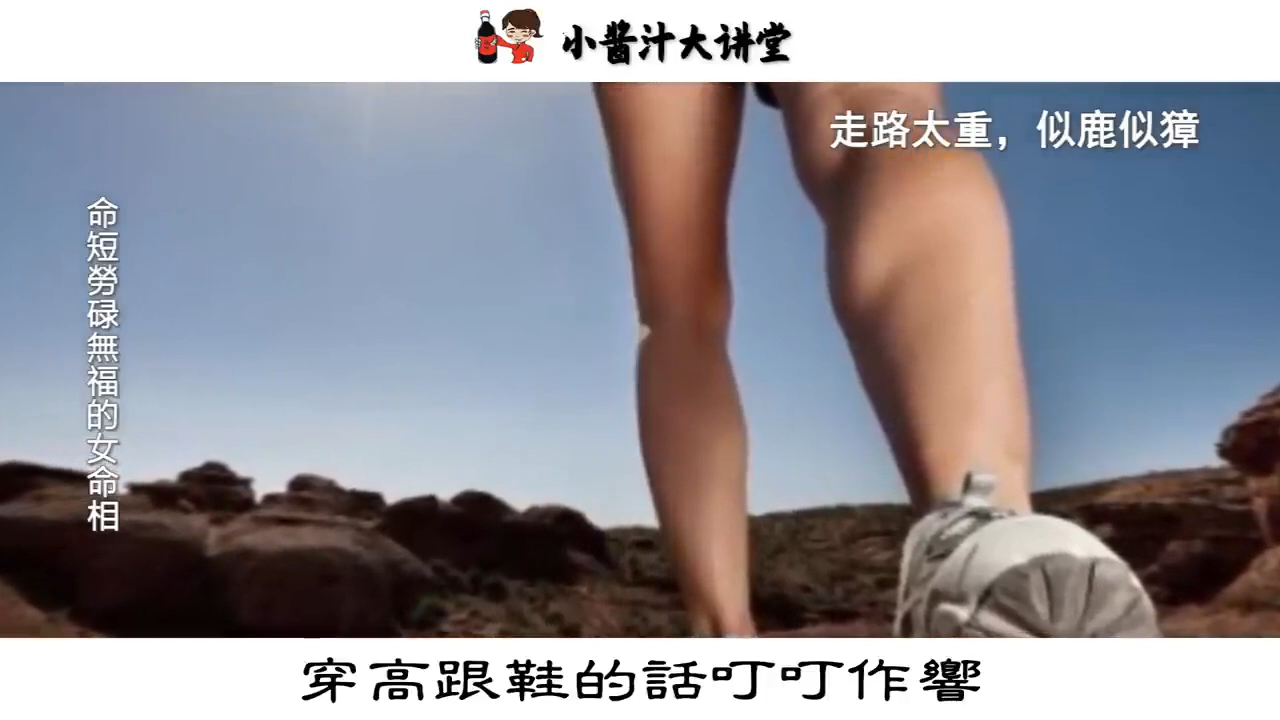 小醬汁大讲堂
走路太重，似鹿似獐
命短勞碌無福的女命相
穿高跟鞋的話叮叮作響